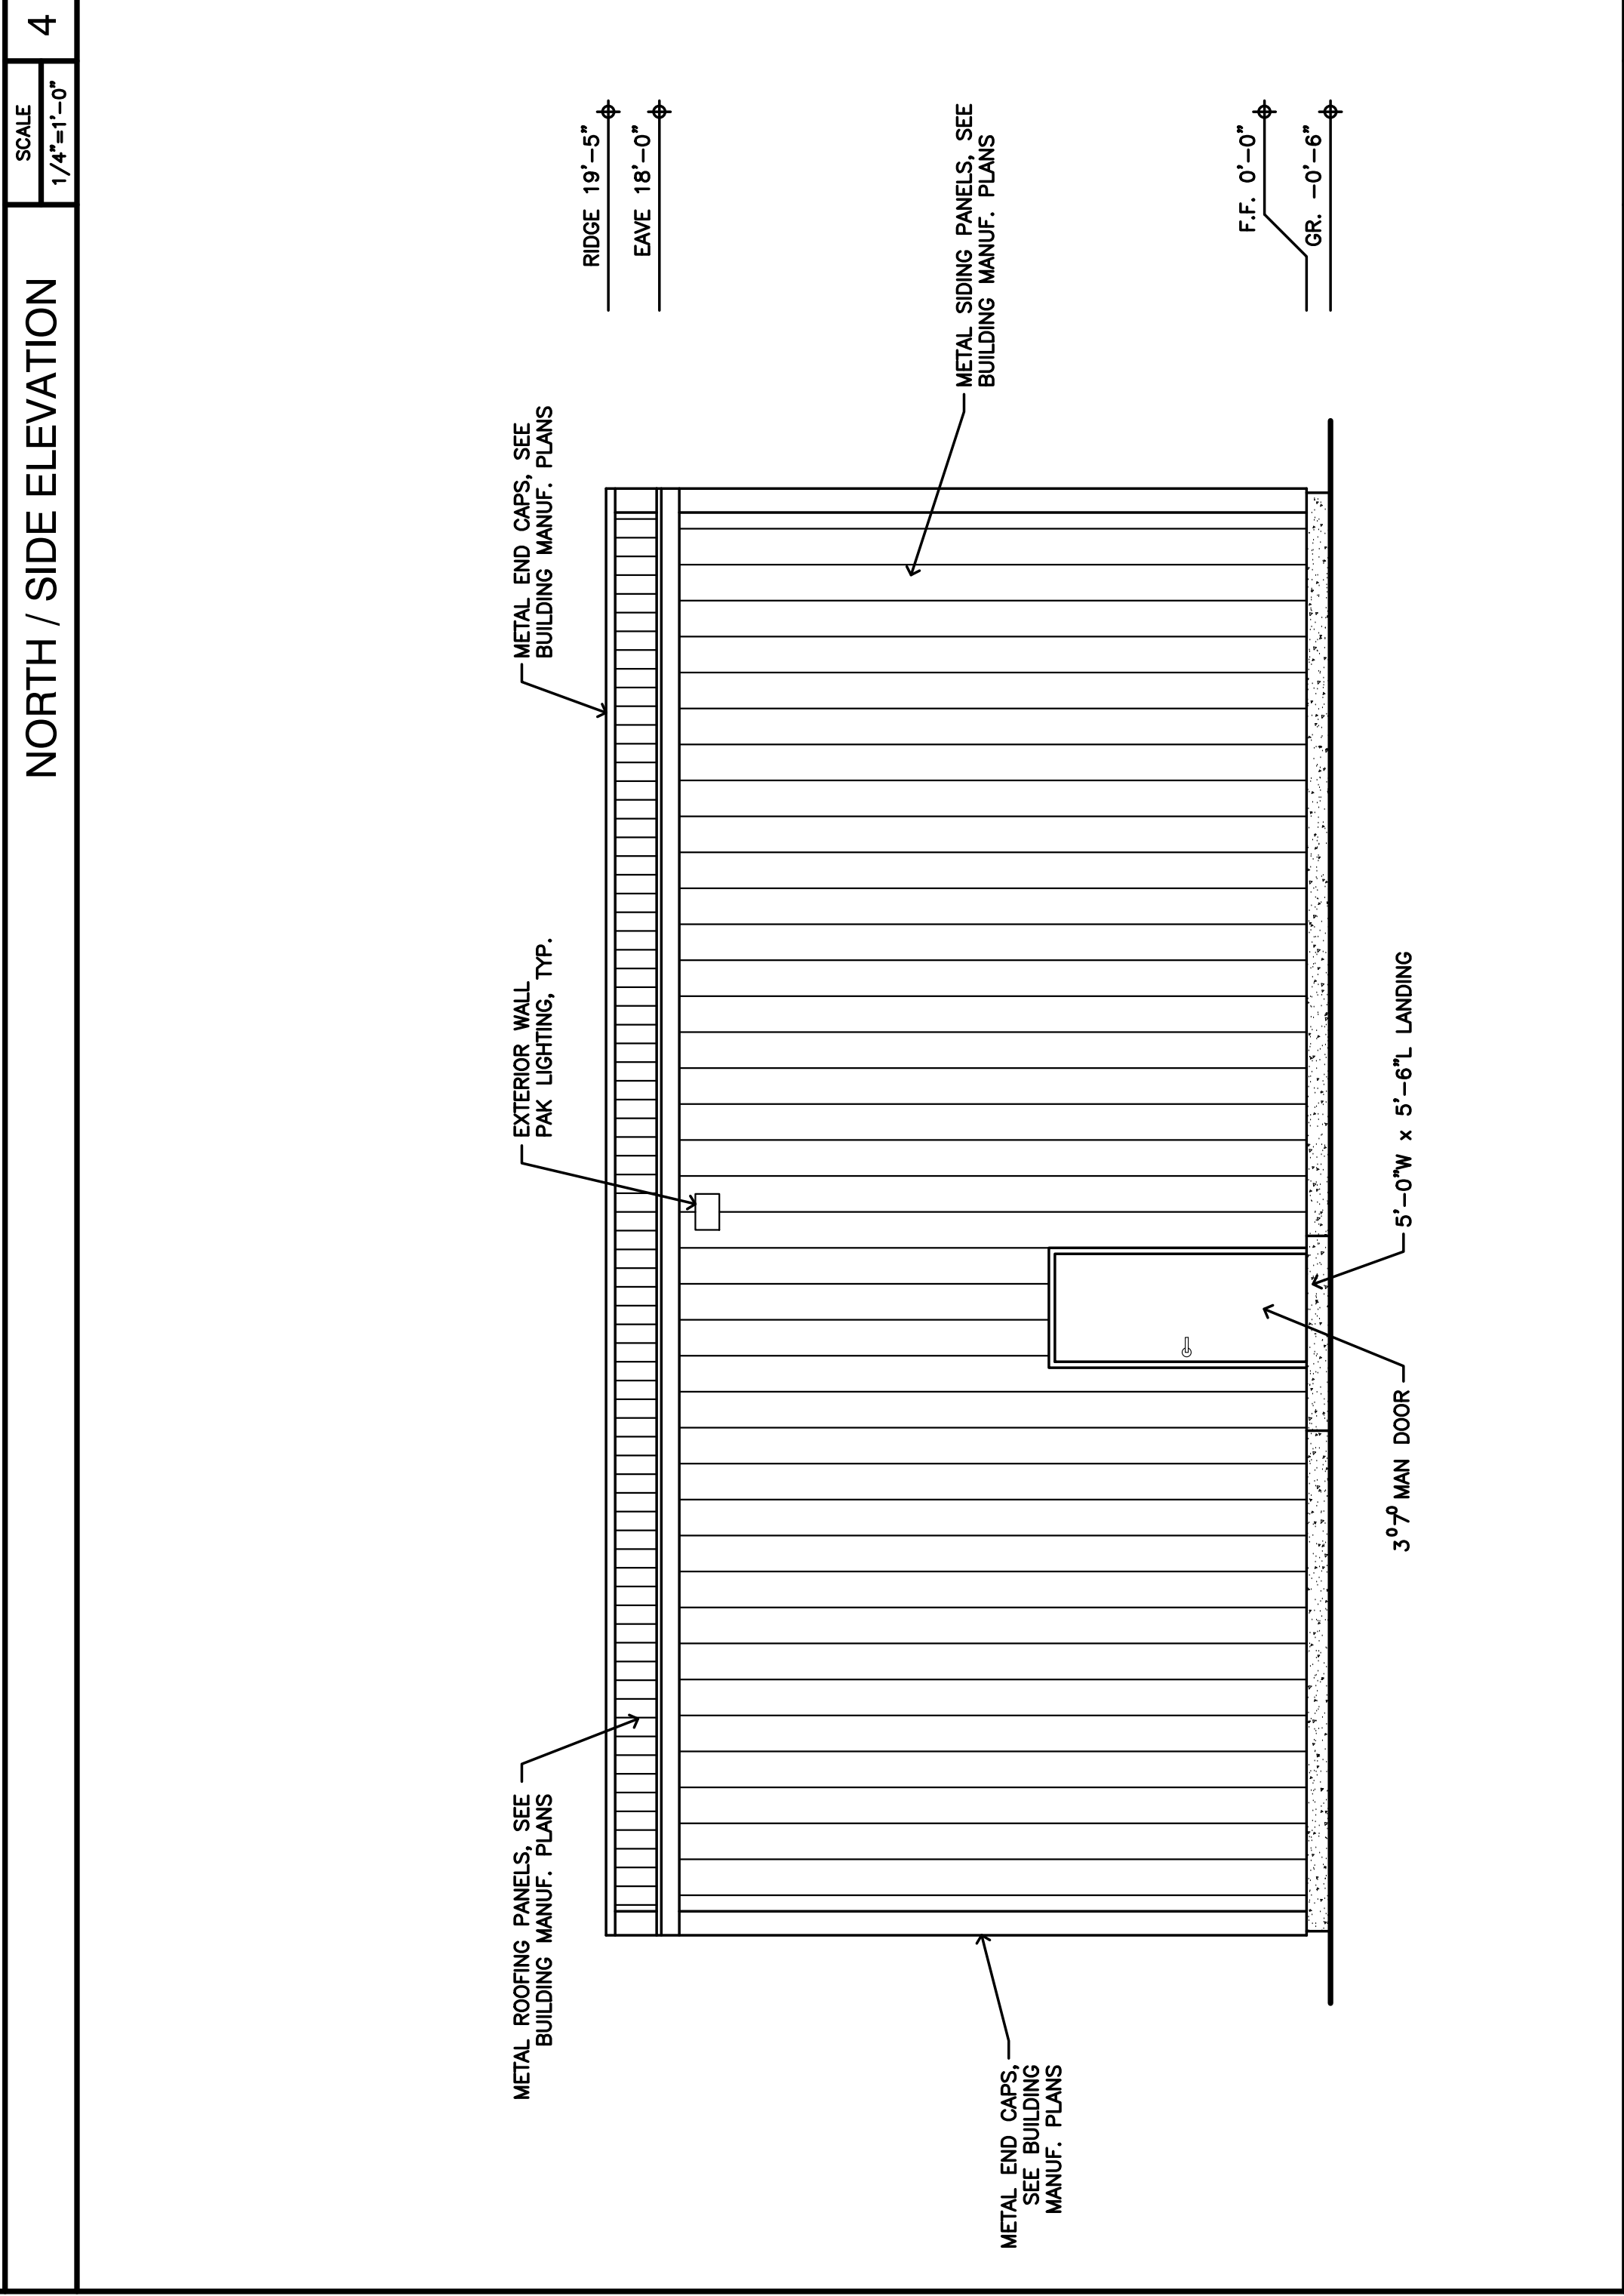 NORTH / SIDE ELEVATION
SCALE
1/4"=1'-0"
4
METAL ROOFING PANELS, SEE
BUILDING MANUF. PLANS
EXTERIOR WALL
PAK LIGHTING, TYP.
METAL END CAPS, SEE
BUILDING MANUF. PLANS
RIDGE 19'-5"
EAVE 18'-0"
METAL SIDING PANELS, SEE
BUILDING MANUF. PLANS
METAL END CAPS,
SEE BUILDING
MANUF. PLANS
F.F. 0'-0"
GR. -0'-6"
3⁰7⁰ MAN DOOR
5'-0"W x 5'-6"L LANDING